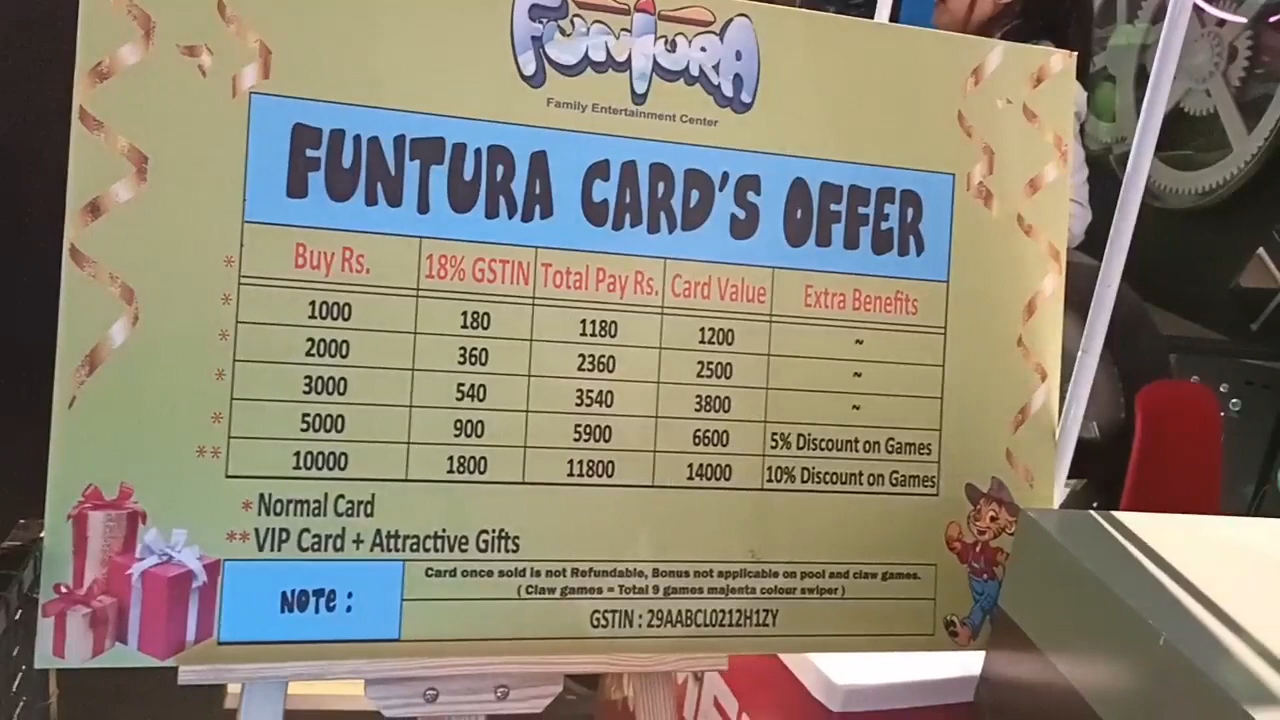 FUNTURA
Family Entertainment Center
FUNTURA CARD'S OFFER
* Buy Rs. 18% GSTIN Total Pay Rs. Card Value Extra Benefits
* 1000 180 1180 1200 ~
* 2000 360 2360 2500 ~
* 3000 540 3540 3800 ~
* 5000 900 5900 6600 5% Discount on Games
** 10000 1800 11800 14000 10% Discount on Games
* Normal Card
** VIP Card + Attractive Gifts
NOTe :
Card once sold is not Refundable, Bonus not applicable on pool and claw games.
( Claw games = Total 9 games majenta colour swiper )
GSTIN : 29AABCL0212H1ZY